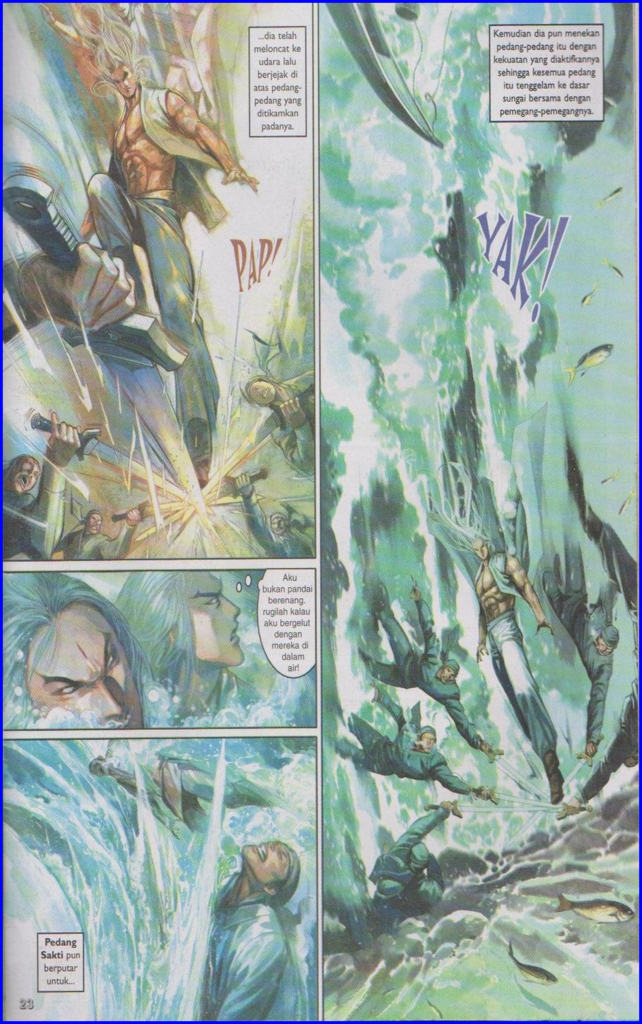 ...dia telah
meloncat ke
udara lalu
berjejak di
atas pedang-
pedang yang
ditikamkan
padanya.
PAP!
Kemudian dia pun menekan
pedang-pedang itu dengan
kekuatan yang diaktifkannya
sehingga kesemua pedang
itu tenggelam ke dasar
sungai bersama dengan
pemegang-pemegangnya.
YAK!
Aku
bukan pandai
berenang.
rugilah kalau
aku bergelut
dengan
mereka di
dalam
air!
Pedang
Sakti pun
berputar
untuk...
23